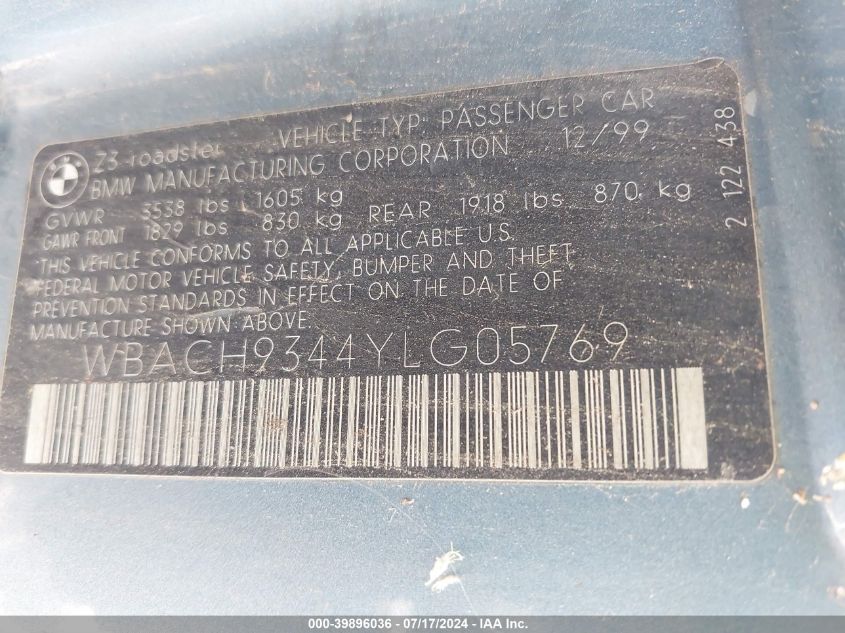 BMW
Z3-roadster "VEHICLE TYP" PASSENGER CAR
BMW MANUFACTURING CORPORATION 12/99
GVWR 3538 lbs 1605 kg
GAWR FRONT 1829 lbs 830 kg REAR 1918 lbs 870 kg
THIS VEHICLE CONFORMS TO ALL APPLICABLE U.S.
FEDERAL MOTOR VEHICLE SAFETY, BUMPER AND THEFT
PREVENTION STANDARDS IN EFFECT ON THE DATE OF
MANUFACTURE SHOWN ABOVE.
WBACH9344YLG05769
2 122 438
000-39896036 - 07/17/2024 - IAA Inc.